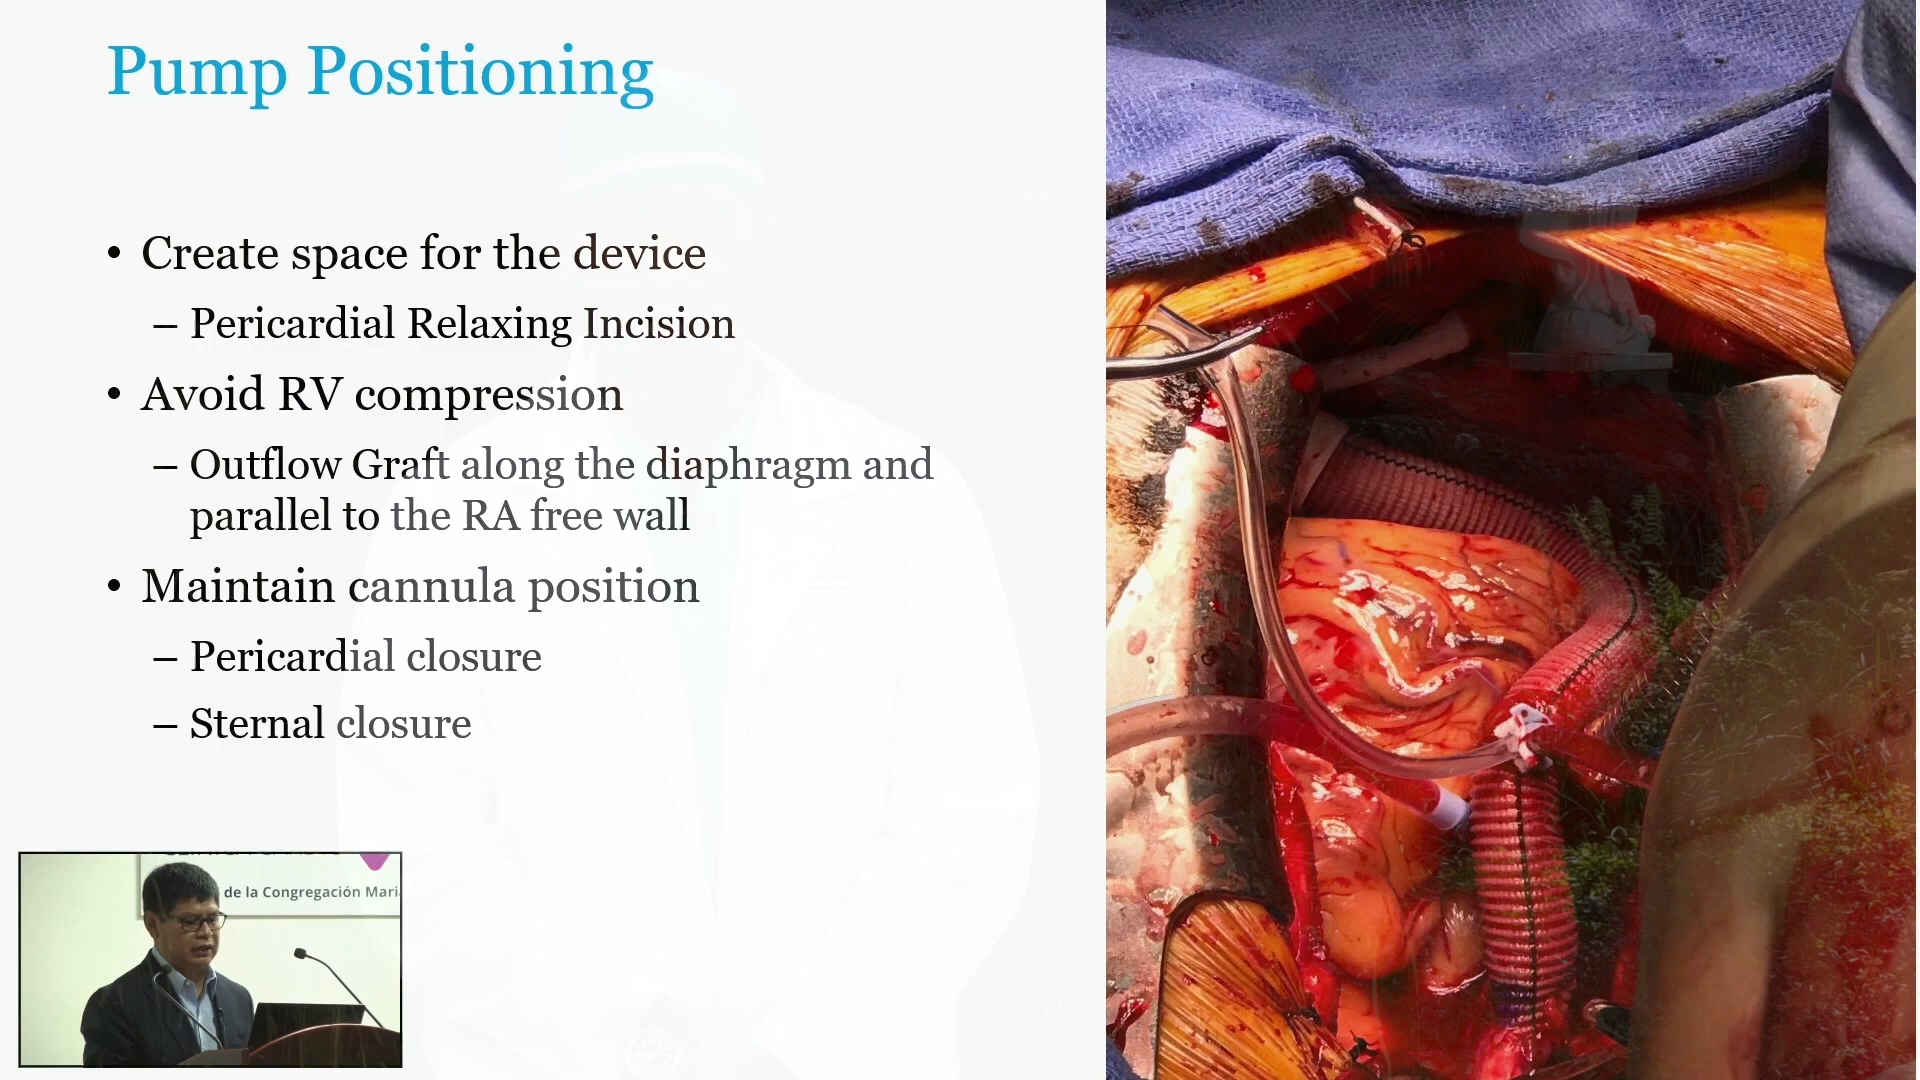 Pump Positioning
• Create space for the device
– Pericardial Relaxing Incision
• Avoid RV compression
– Outflow Graft along the diaphragm and
parallel to the RA free wall
• Maintain cannula position
– Pericardial closure
– Sternal closure
de la Congregación Mari